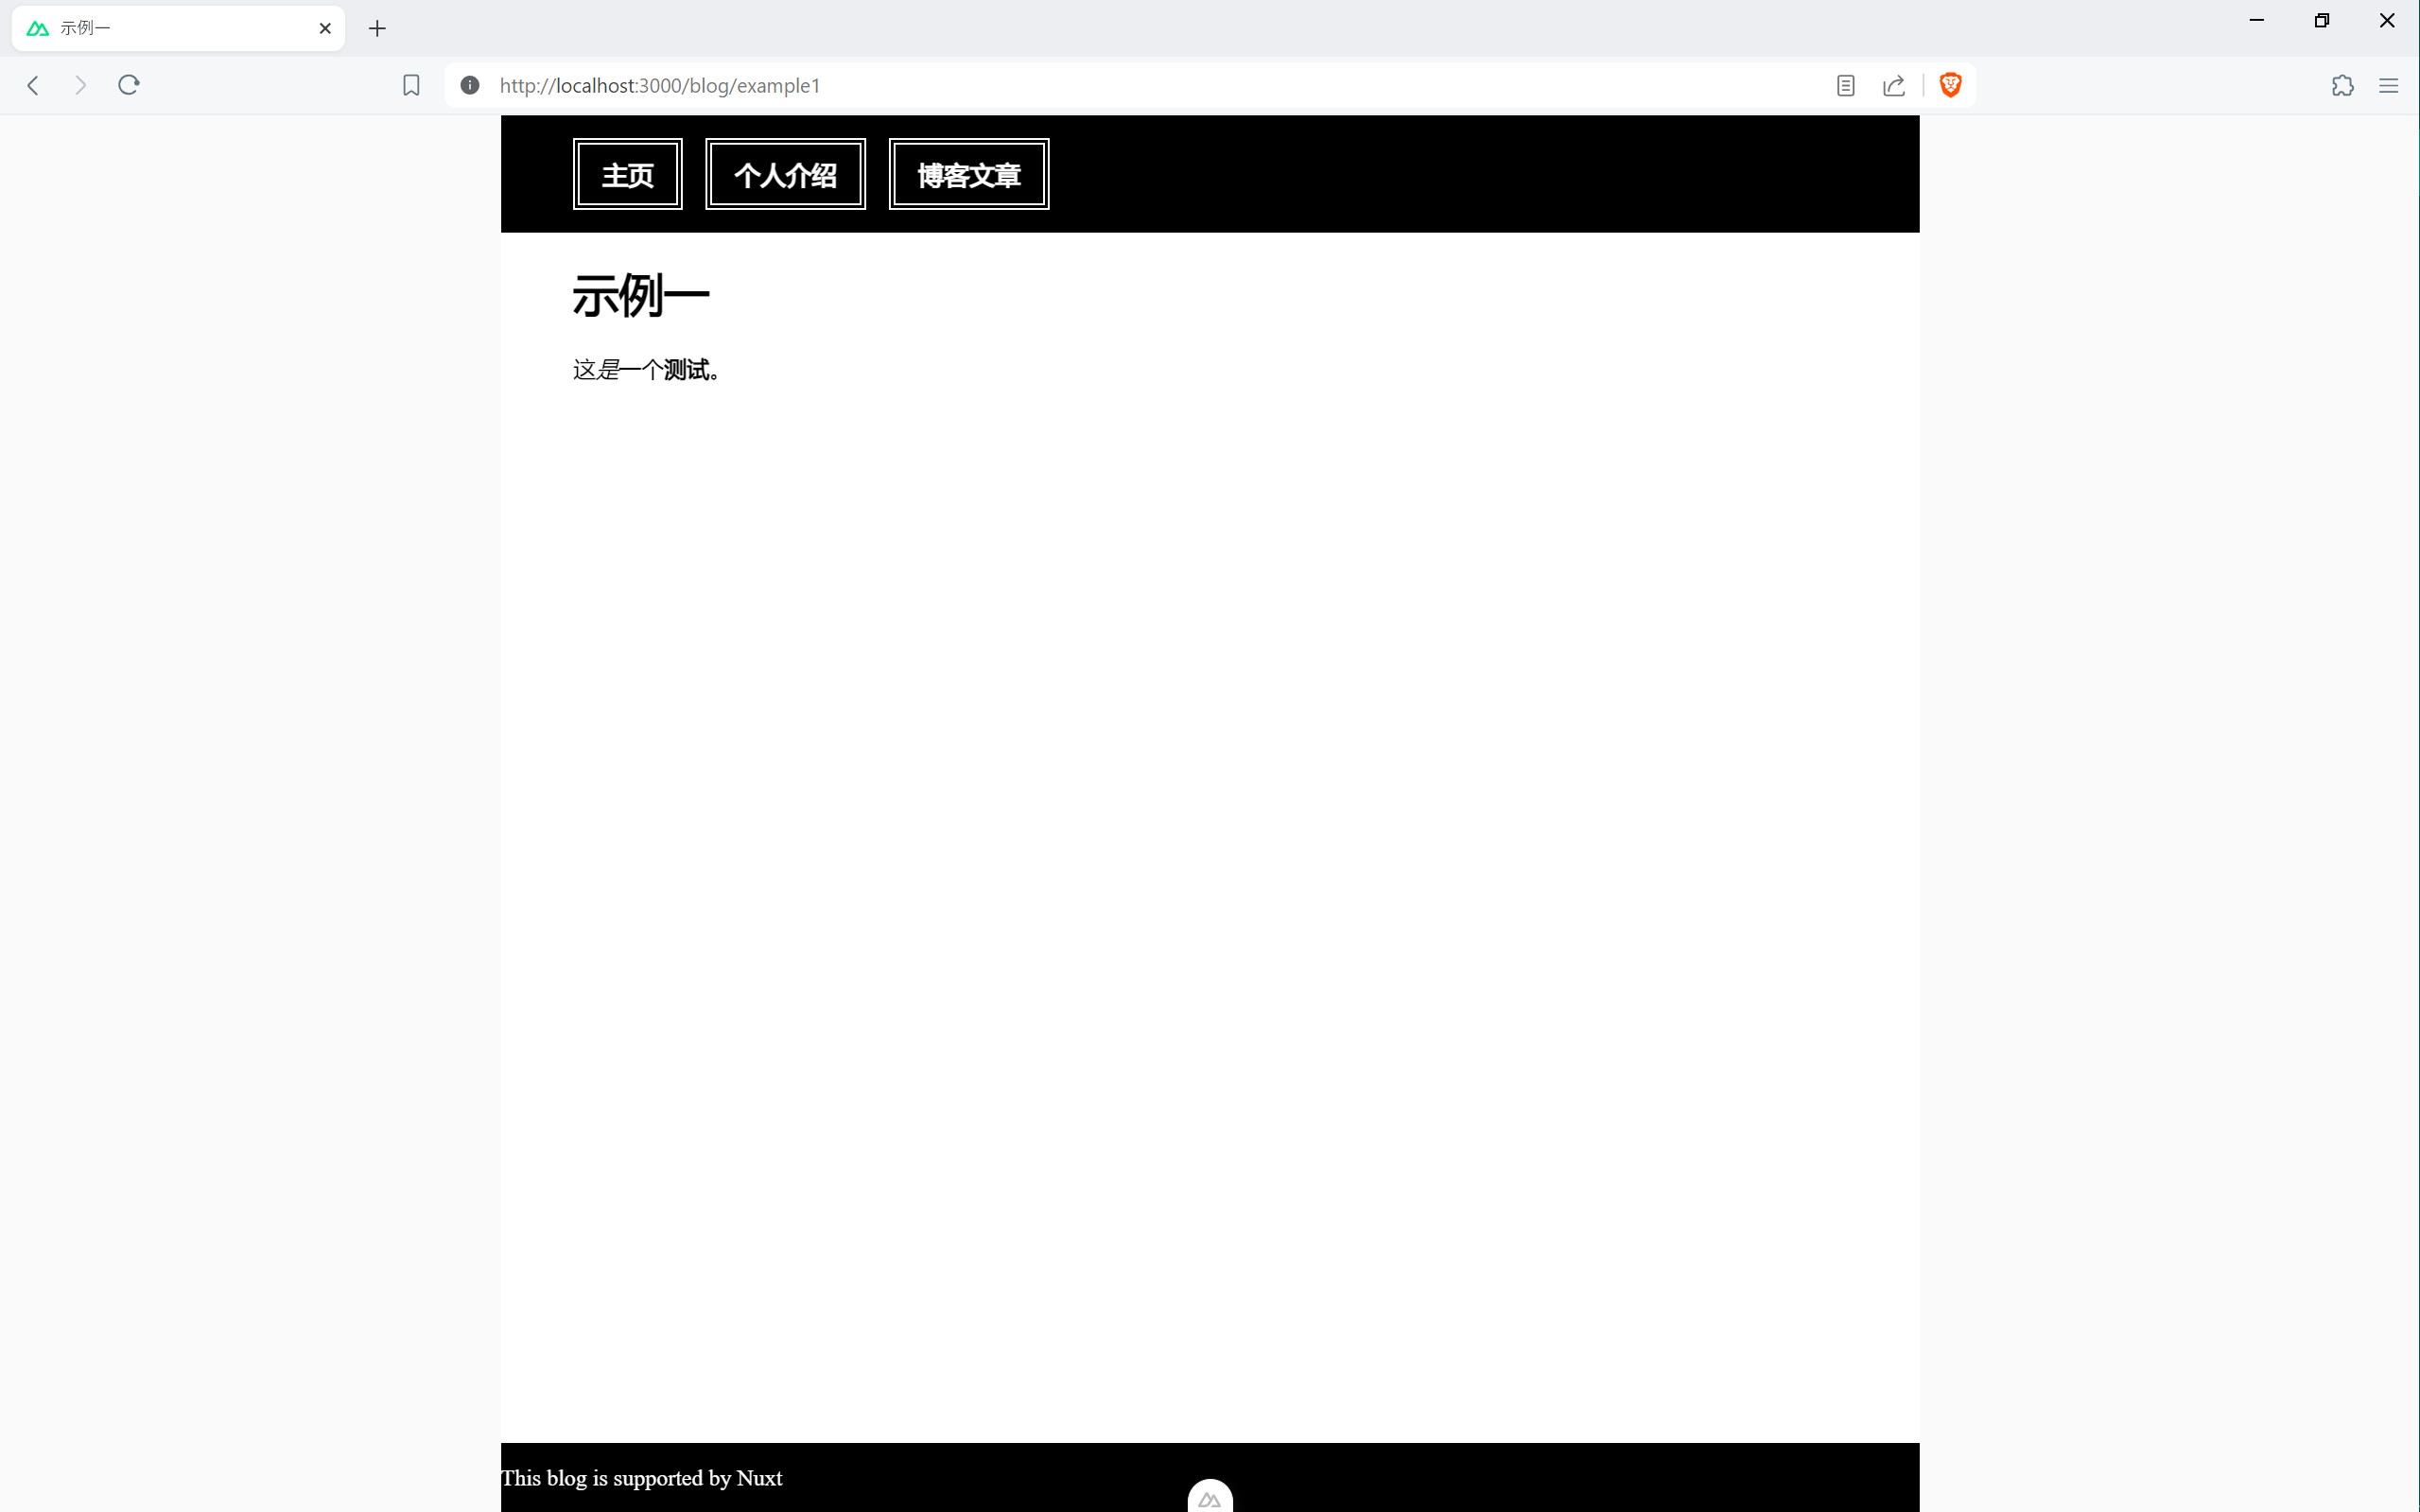 示例一
http://localhost:3000/blog/example1
主页 个人介绍 博客文章
示例一
这是一个测试。
This blog is supported by Nuxt